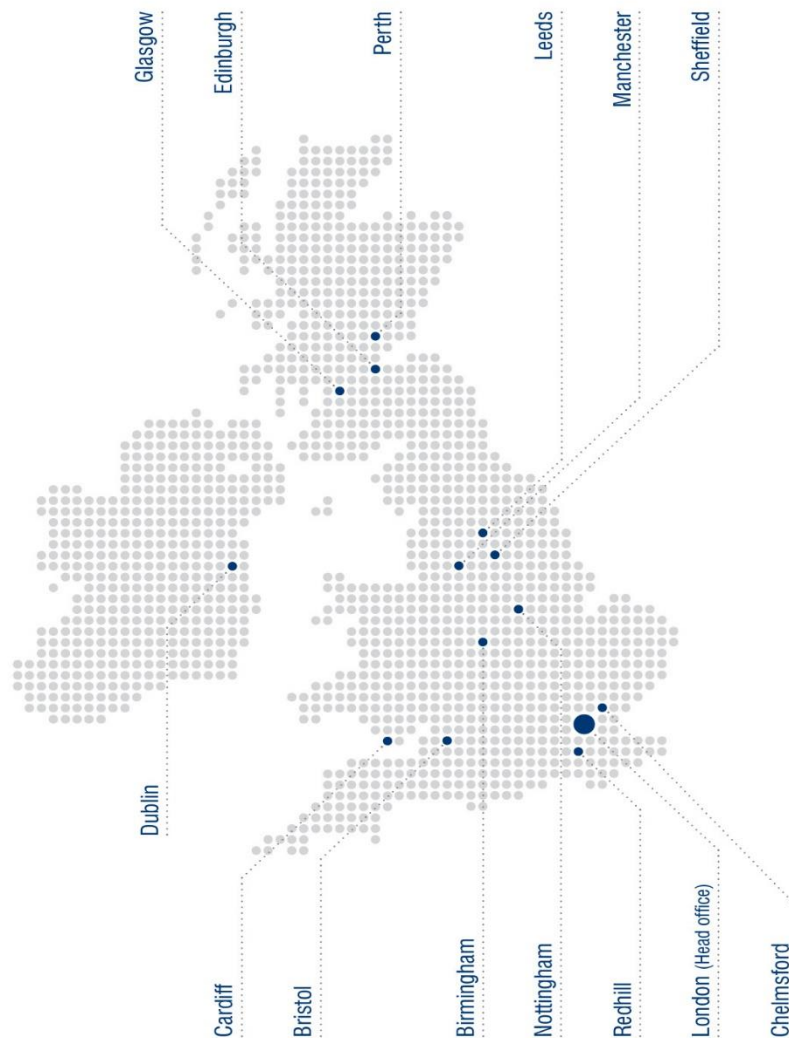 Glasgow
Edinburgh
Perth
Leeds
Manchester
Sheffield
Dublin
Cardiff
Bristol
Birmingham
Nottingham
Redhill
London (Head office)
Chelmsford